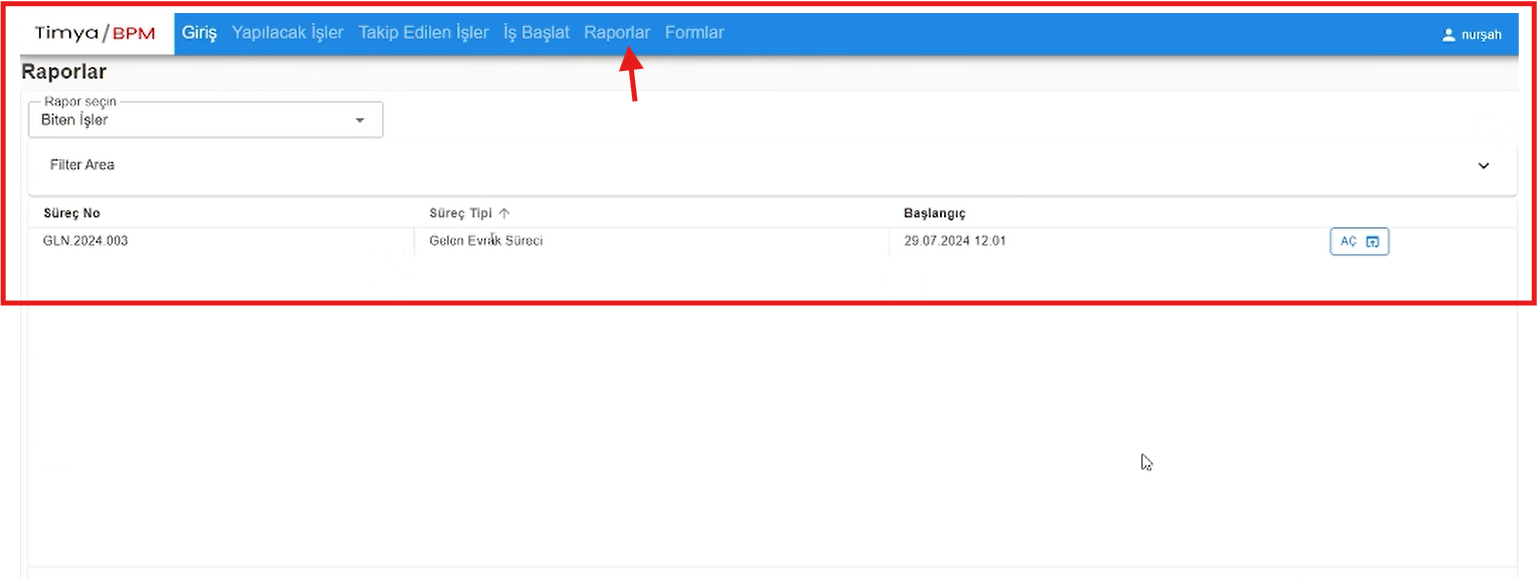 Timya/BPM Giriş Yapılacak İşler Takip Edilen İşler İş Başlat Raporlar Formlar nurşah
Raporlar
Rapor seçin
Biten İşler
Filter Area
Süreç No Süreç Tipi Başlangıç
GLN.2024.003 Gelen Evrak Süreci 29.07.2024 12:01 AÇ